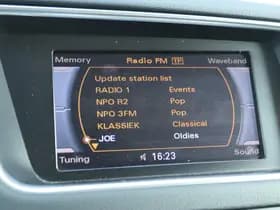 Memory Radio FM TP Waveband
Update station list
RADIO 1 Events
NPO R2 Pop
NPO 3FM Pop
KLASSIEK Classical
JOE Oldies
Tuning 16:23 Sound